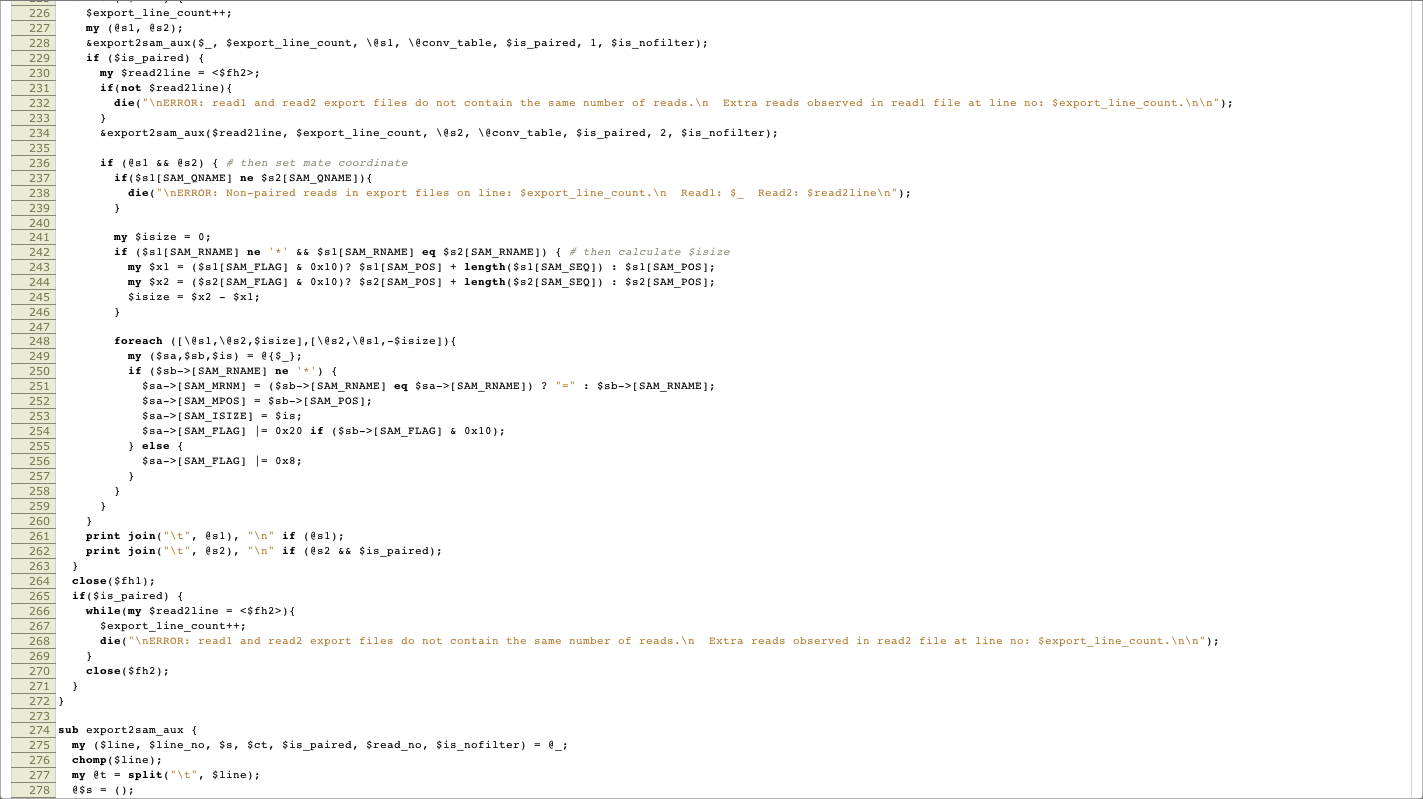 226     $export_line_count++;
227     my (@s1, @s2);
228     &export2sam_aux($_, $export_line_count, \@s1, \@conv_table, $is_paired, 1, $is_nofilter);
229     if ($is_paired) {
230       my $read2line = <$fh2>;
231       if(not $read2line){
232         die("\nERROR: read1 and read2 export files do not contain the same number of reads.\n  Extra reads observed in read1 file at line no: $export_line_count.\n\n");
233       }
234       &export2sam_aux($read2line, $export_line_count, \@s2, \@conv_table, $is_paired, 2, $is_nofilter);
235
236       if (@s1 && @s2) { # then set mate coordinate
237         if($s1[SAM_QNAME] ne $s2[SAM_QNAME]){
238           die("\nERROR: Non-paired reads in export files on line: $export_line_count.\n  Read1: $_  Read2: $read2line\n");
239         }
240
241         my $isize = 0;
242         if ($s1[SAM_RNAME] ne '*' && $s1[SAM_RNAME] eq $s2[SAM_RNAME]) { # then calculate $isize
243           my $x1 = ($s1[SAM_FLAG] & 0x10)? $s1[SAM_POS] + length($s1[SAM_SEQ]) : $s1[SAM_POS];
244           my $x2 = ($s2[SAM_FLAG] & 0x10)? $s2[SAM_POS] + length($s2[SAM_SEQ]) : $s2[SAM_POS];
245           $isize = $x2 - $x1;
246         }
247
248         foreach ([\@s1,\@s2,$isize],[\@s2,\@s1,-$isize]){
249           my ($sa,$sb,$is) = @{$_};
250           if ($sb->[SAM_RNAME] ne '*') {
251             $sa->[SAM_MRNM] = ($sb->[SAM_RNAME] eq $sa->[SAM_RNAME]) ? "=" : $sb->[SAM_RNAME];
252             $sa->[SAM_MPOS] = $sb->[SAM_POS];
253             $sa->[SAM_ISIZE] = $is;
254             $sa->[SAM_FLAG] |= 0x20 if ($sb->[SAM_FLAG] & 0x10);
255           } else {
256             $sa->[SAM_FLAG] |= 0x8;
257           }
258         }
259       }
260     }
261     print join("\t", @s1), "\n" if (@s1);
262     print join("\t", @s2), "\n" if (@s2 && $is_paired);
263   }
264   close($fh1);
265   if($is_paired) {
266     while(my $read2line = <$fh2>){
267       $export_line_count++;
268       die("\nERROR: read1 and read2 export files do not contain the same number of reads.\n  Extra reads observed in read2 file at line no: $export_line_count.\n\n");
269     }
270     close($fh2);
271   }
272 }
273
274 sub export2sam_aux {
275   my ($line, $line_no, $s, $ct, $is_paired, $read_no, $is_nofilter) = @_;
276   chomp($line);
277   my @t = split("\t", $line);
278   @$s = ();